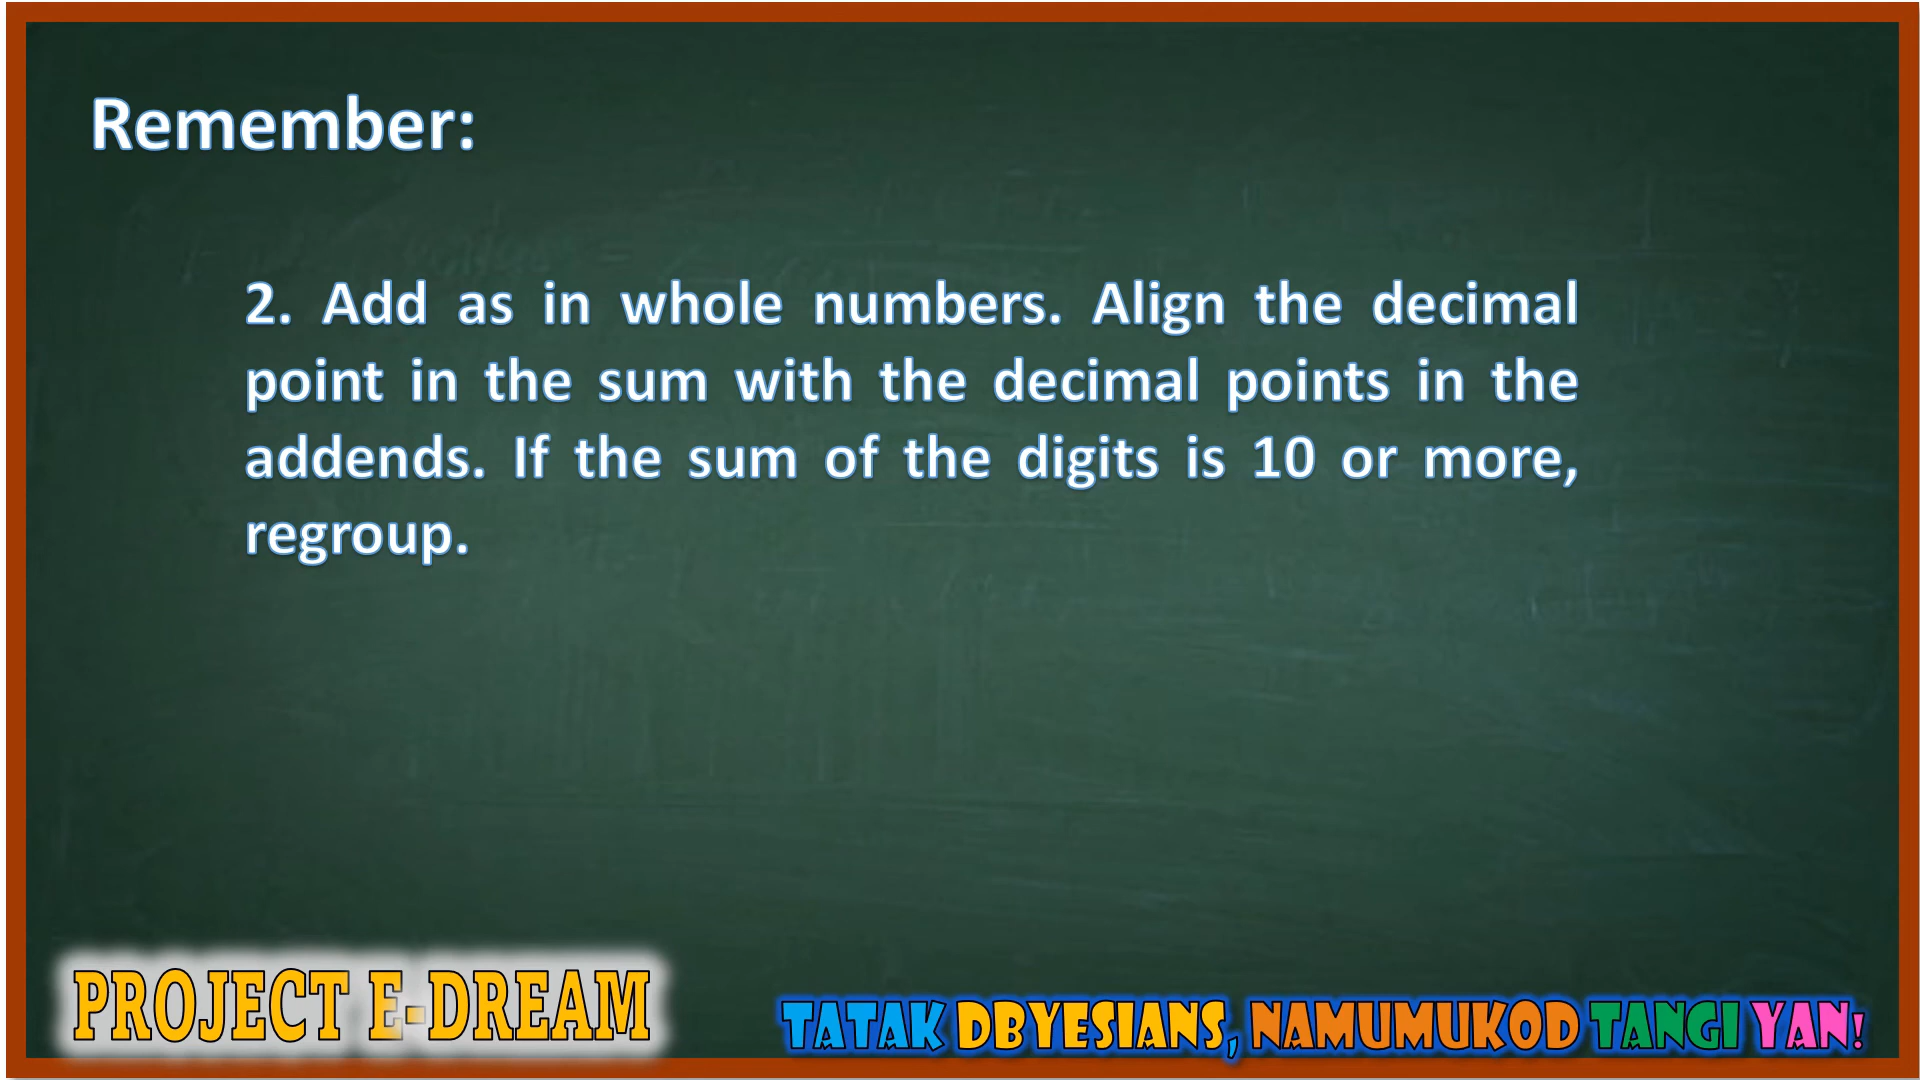 Remember:
2. Add as in whole numbers. Align the decimal
point in the sum with the decimal points in the
addends. If the sum of the digits is 10 or more,
regroup.
PROJECT E-DREAM
TATAK DBYESIANS, NAMUMUKOD TANGI YAN!